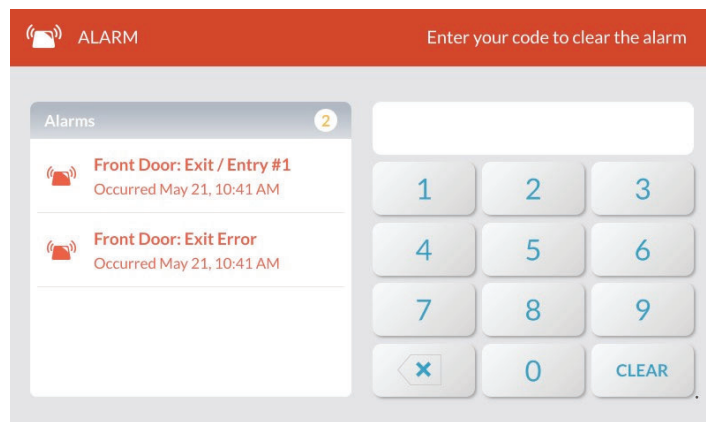 ALARM
Enter your code to clear the alarm
Alarms
2
Front Door: Exit / Entry #1
Occurred May 21, 10:41 AM
Front Door: Exit Error
Occurred May 21, 10:41 AM
1 2 3
4 5 6
7 8 9
0 CLEAR
.